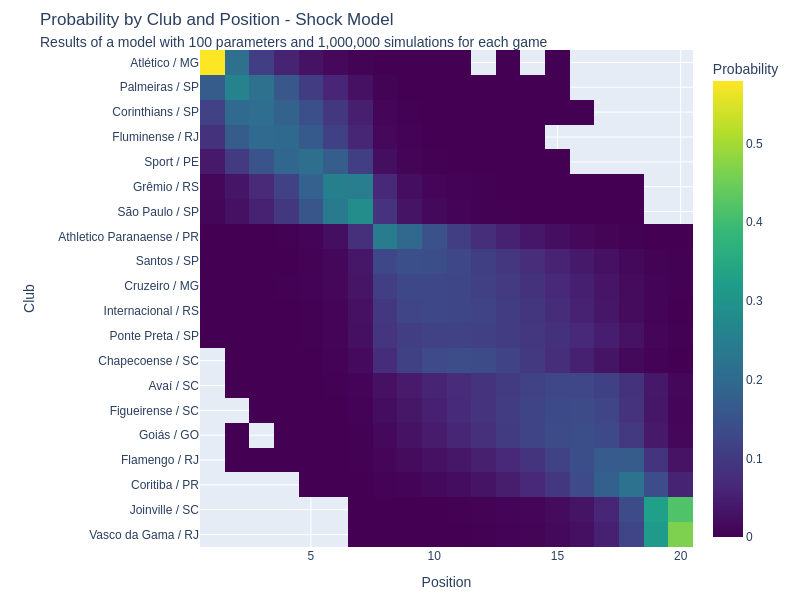 Probability by Club and Position - Shock Model
Results of a model with 100 parameters and 1,000,000 simulations for each game
Probability
Club
Atlético / MG
Palmeiras / SP
Corinthians / SP
Fluminense / RJ
Sport / PE
Grêmio / RS
São Paulo / SP
Athletico Paranaense / PR
Santos / SP
Cruzeiro / MG
Internacional / RS
Ponte Preta / SP
Chapecoense / SC
Avaí / SC
Figueirense / SC
Goiás / GO
Flamengo / RJ
Coritiba / PR
Joinville / SC
Vasco da Gama / RJ
0.5
0.4
0.3
0.2
0.1
0
5 10 15 20
Position